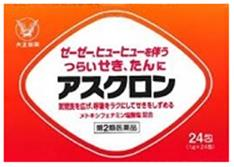 大正製薬
ゼーゼー、ヒューヒューを伴う
つらいせき、たんに
アスクロン
気管支を広げ、呼吸をラクにしてせきをしずめる
メトキシフェナミン塩酸塩 配合
第2類医薬品
24包
(1g×24包)